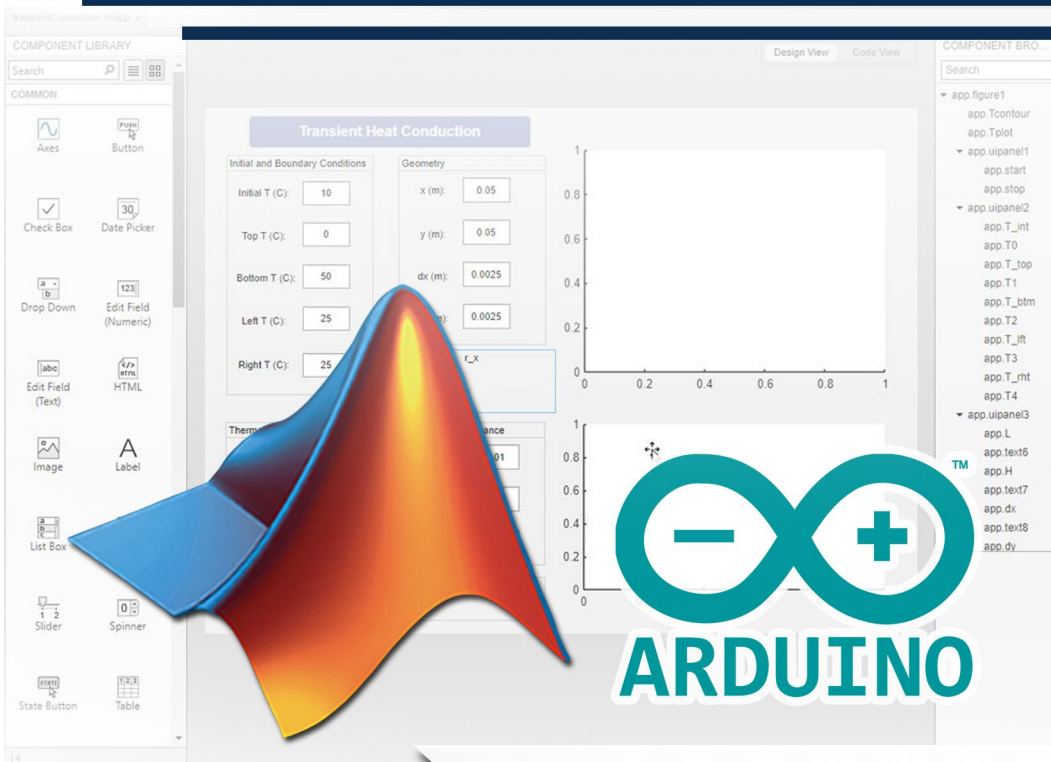 transientConduction.mlapp
COMPONENT LIBRARY
Search
COMMON
Axes
PUSH
Button
Check Box
30
Date Picker
a
b
Drop Down
123
Edit Field
(Numeric)
abc
Edit Field
(Text)
</>
HTML
HTML
Image
A
Label
a
b
c
List Box
1 2
Slider
0
Spinner
STATE
State Button
1 2 3
Table
Design View
Code View
Transient Heat Conduction
Initial and Boundary Conditions
Initial T (C):
10
Top T (C):
0
Bottom T (C):
50
Left T (C):
25
Right T (C):
25
Geometry
x (m):
0.05
y (m):
0.05
dx (m):
0.0025
0.0025
r_x
1
0.8
0.6
0.4
0.2
0
0 0.2 0.4 0.6 0.8 1
1
0.8
0.6
0.4
0.2
0
0
COMPONENT BRO...
Search
app.figure1
app.Tcontour
app.Tplot
app.uipanel1
app.start
app.stop
app.uipanel2
app.T_int
app.T0
app.T_top
app.T1
app.T_btm
app.T2
app.T_lft
app.T3
app.T_rht
app.T4
app.uipanel3
app.L
app.text6
app.H
app.text7
app.dx
app.text8
app.dy
TM
ARDUINO